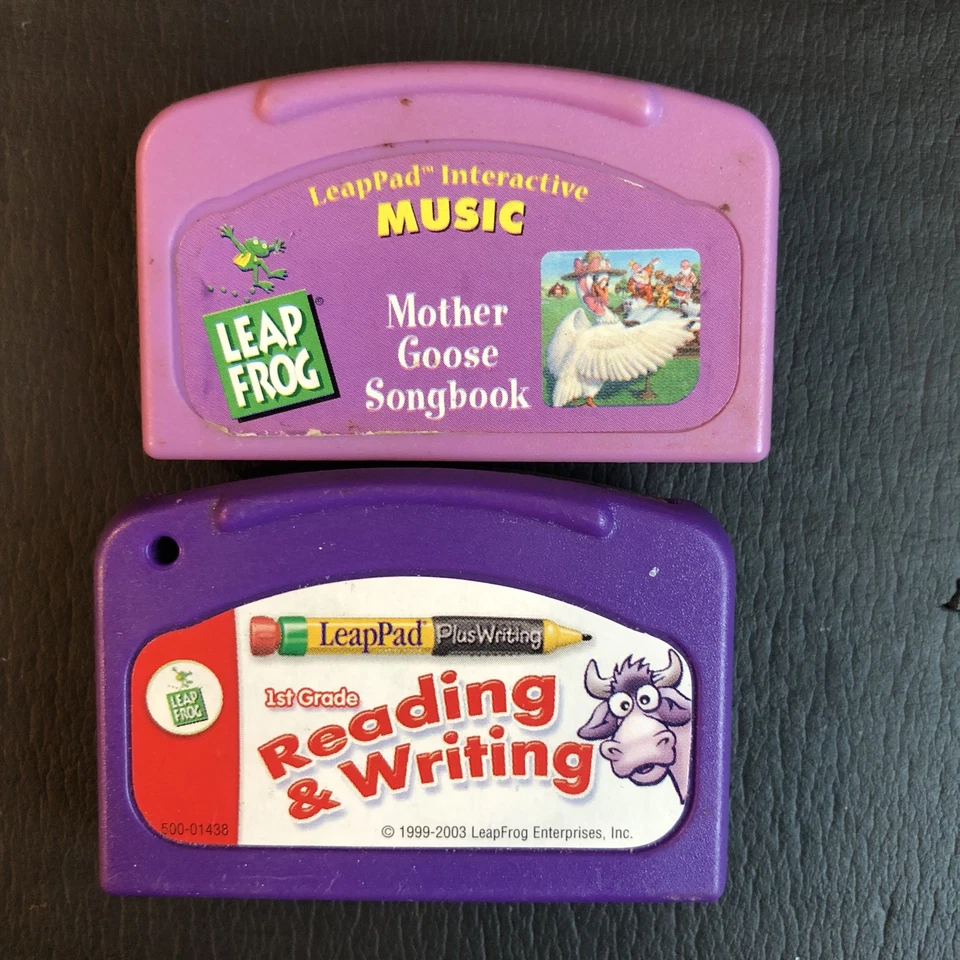 LeapPad™ Interactive
MUSIC
LEAP
FROG®
Mother
Goose
Songbook
LeapPad® PlusWriting
LEAP
FROG
1st Grade
Reading
& Writing
500-01438
© 1999-2003 LeapFrog Enterprises, Inc.